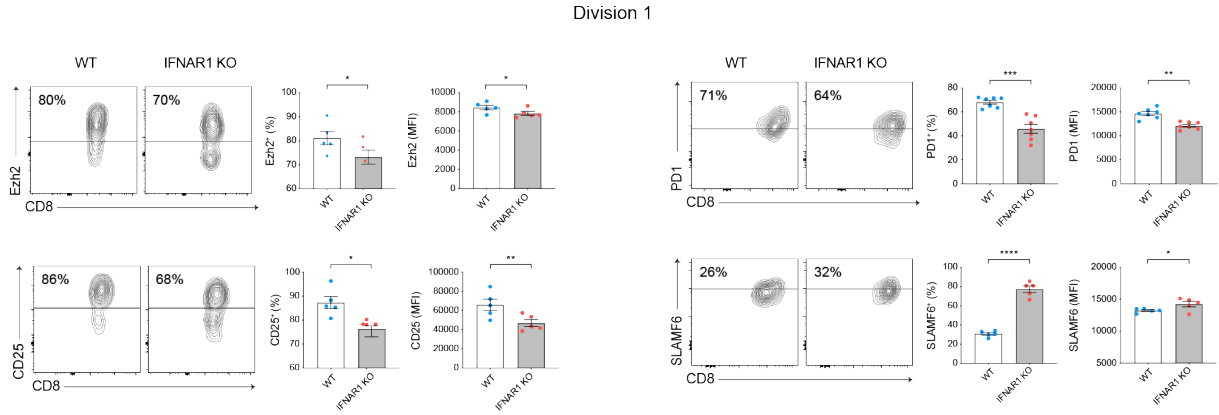 Division 1
WT IFNAR1 KO
80% 70%
Ezh2
CD8
Ezh2⁺ (%)
100
90
80
70
60
*
WT
IFNAR1 KO
Ezh2 (MFI)
10000
8000
6000
4000
2000
0
*
WT
IFNAR1 KO
WT IFNAR1 KO
71% 64%
PD1
CD8
PD1⁺ (%)
80
60
40
20
0
***
WT
IFNAR1 KO
PD1 (MFI)
20000
15000
10000
5000
0
**
WT
IFNAR1 KO
86% 68%
CD25
CD8
CD25⁺ (%)
100
90
80
70
60
*
WT
IFNAR1 KO
CD25 (MFI)
100000
80000
60000
40000
20000
0
**
WT
IFNAR1 KO
26% 32%
SLAMF6
CD8
SLAMF6⁺ (%)
100
80
60
40
20
0
****
WT
IFNAR1 KO
SLAMF6 (MFI)
20000
15000
10000
5000
*
WT
IFNAR1 KO